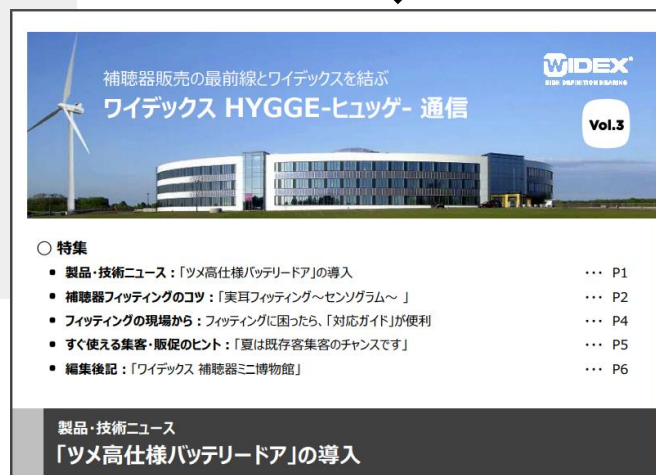 補聴器販売の最前線とワイデックスを結ぶ
ワイデックス HYGGE-ヒュッゲ- 通信
WIDEX
HIGH DEFINITION HEARING
Vol.3
○ 特集
• 製品・技術ニュース：「ツメ高仕様バッテリードア」の導入 ・・・ P1
• 補聴器フィッティングのコツ：「実耳フィッティング～センソグラム～ 」 ・・・ P2
• フィッティングの現場から：フィッティングに困ったら、「対応ガイド」が便利 ・・・ P4
• すぐ使える集客・販促のヒント：「夏は既存客集客のチャンスです」 ・・・ P5
• 編集後記：「ワイデックス 補聴器ミニ博物館」 ・・・ P6
製品・技術ニュース
「ツメ高仕様バッテリードア」の導入